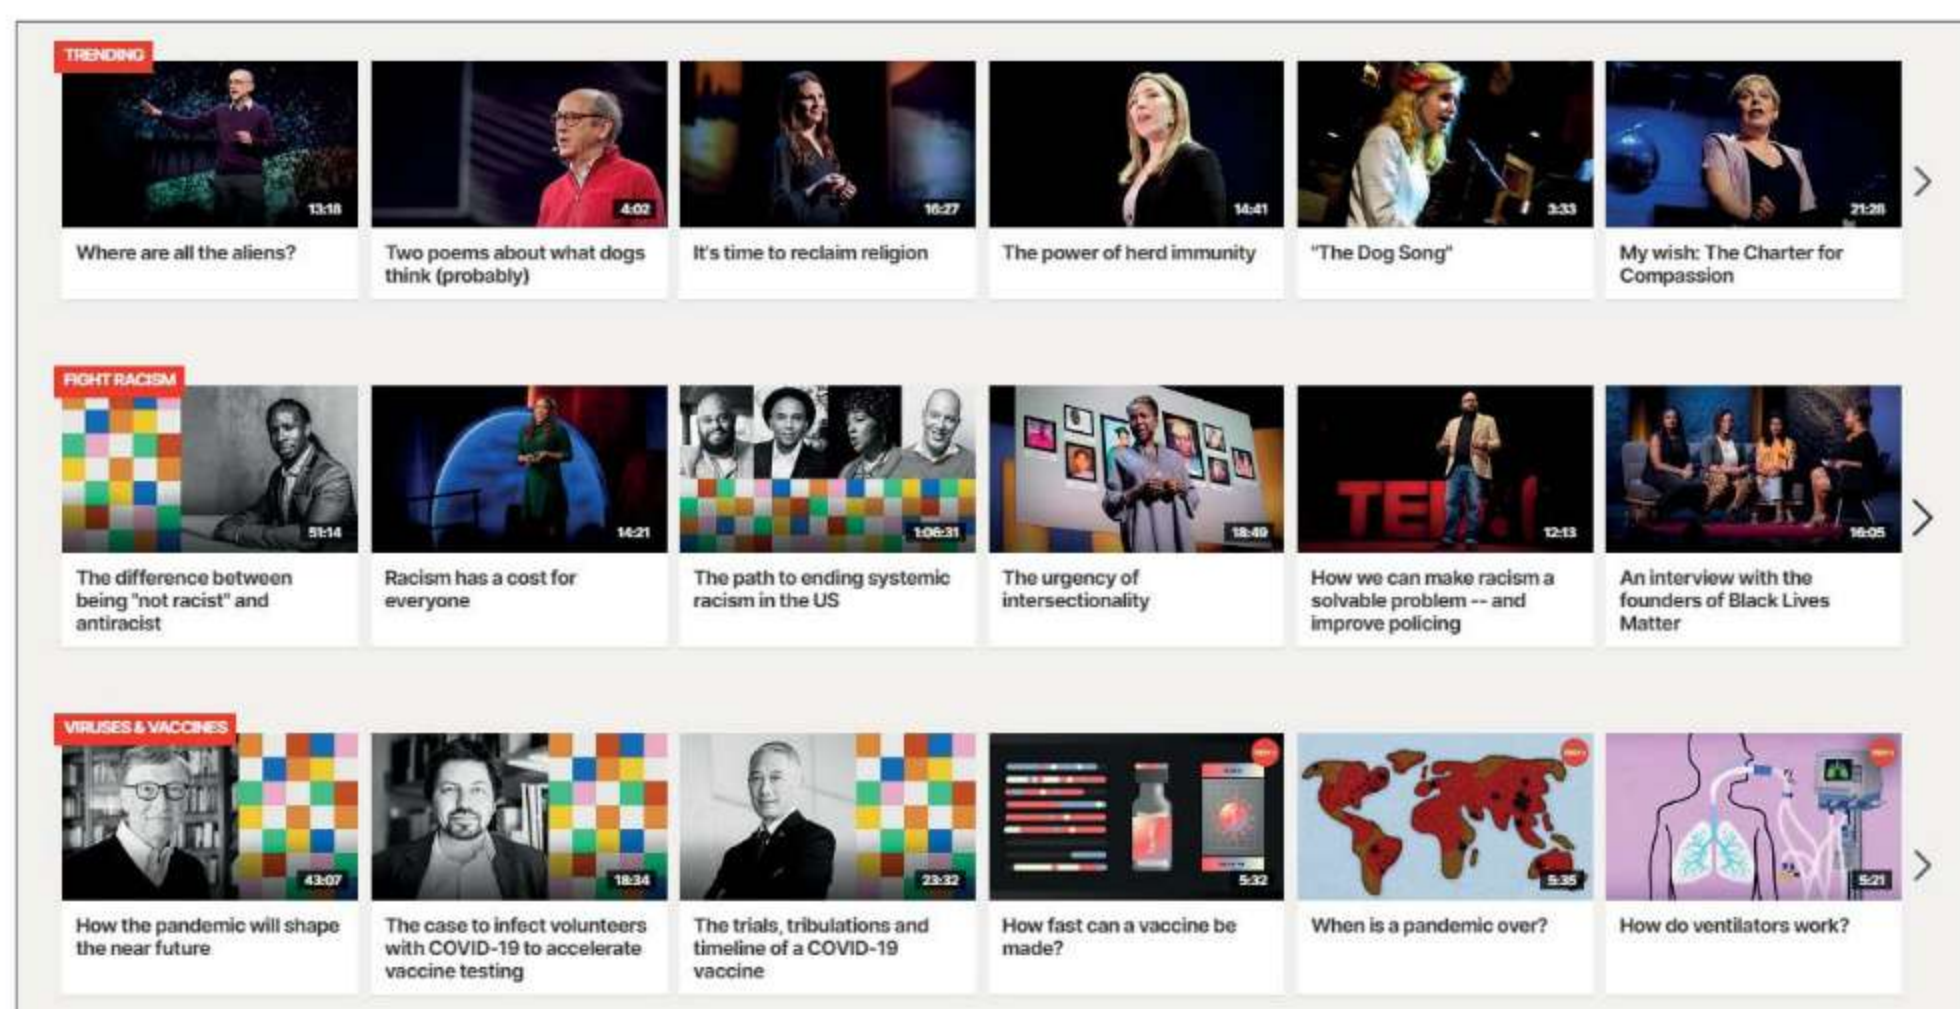 TRENDING
13:18
4:02
16:27
14:41
3:33
21:28
Where are all the aliens?
Two poems about what dogs
think (probably)
It's time to reclaim religion
The power of herd immunity
"The Dog Song"
My wish: The Charter for
Compassion
FIGHT RACISM
51:14
14:21
1:06:31
18:49
TED
12:13
16:05
The difference between
being "not racist" and
antiracist
Racism has a cost for
everyone
The path to ending systemic
racism in the US
The urgency of
intersectionality
How we can make racism a
solvable problem -- and
improve policing
An interview with the
founders of Black Lives
Matter
VIRUSES & VACCINES
43:07
18:34
23:32
5:32
5:35
5:21
How the pandemic will shape
the near future
The case to infect volunteers
with COVID-19 to accelerate
vaccine testing
The trials, tribulations and
timeline of a COVID-19
vaccine
How fast can a vaccine be
made?
When is a pandemic over?
How do ventilators work?